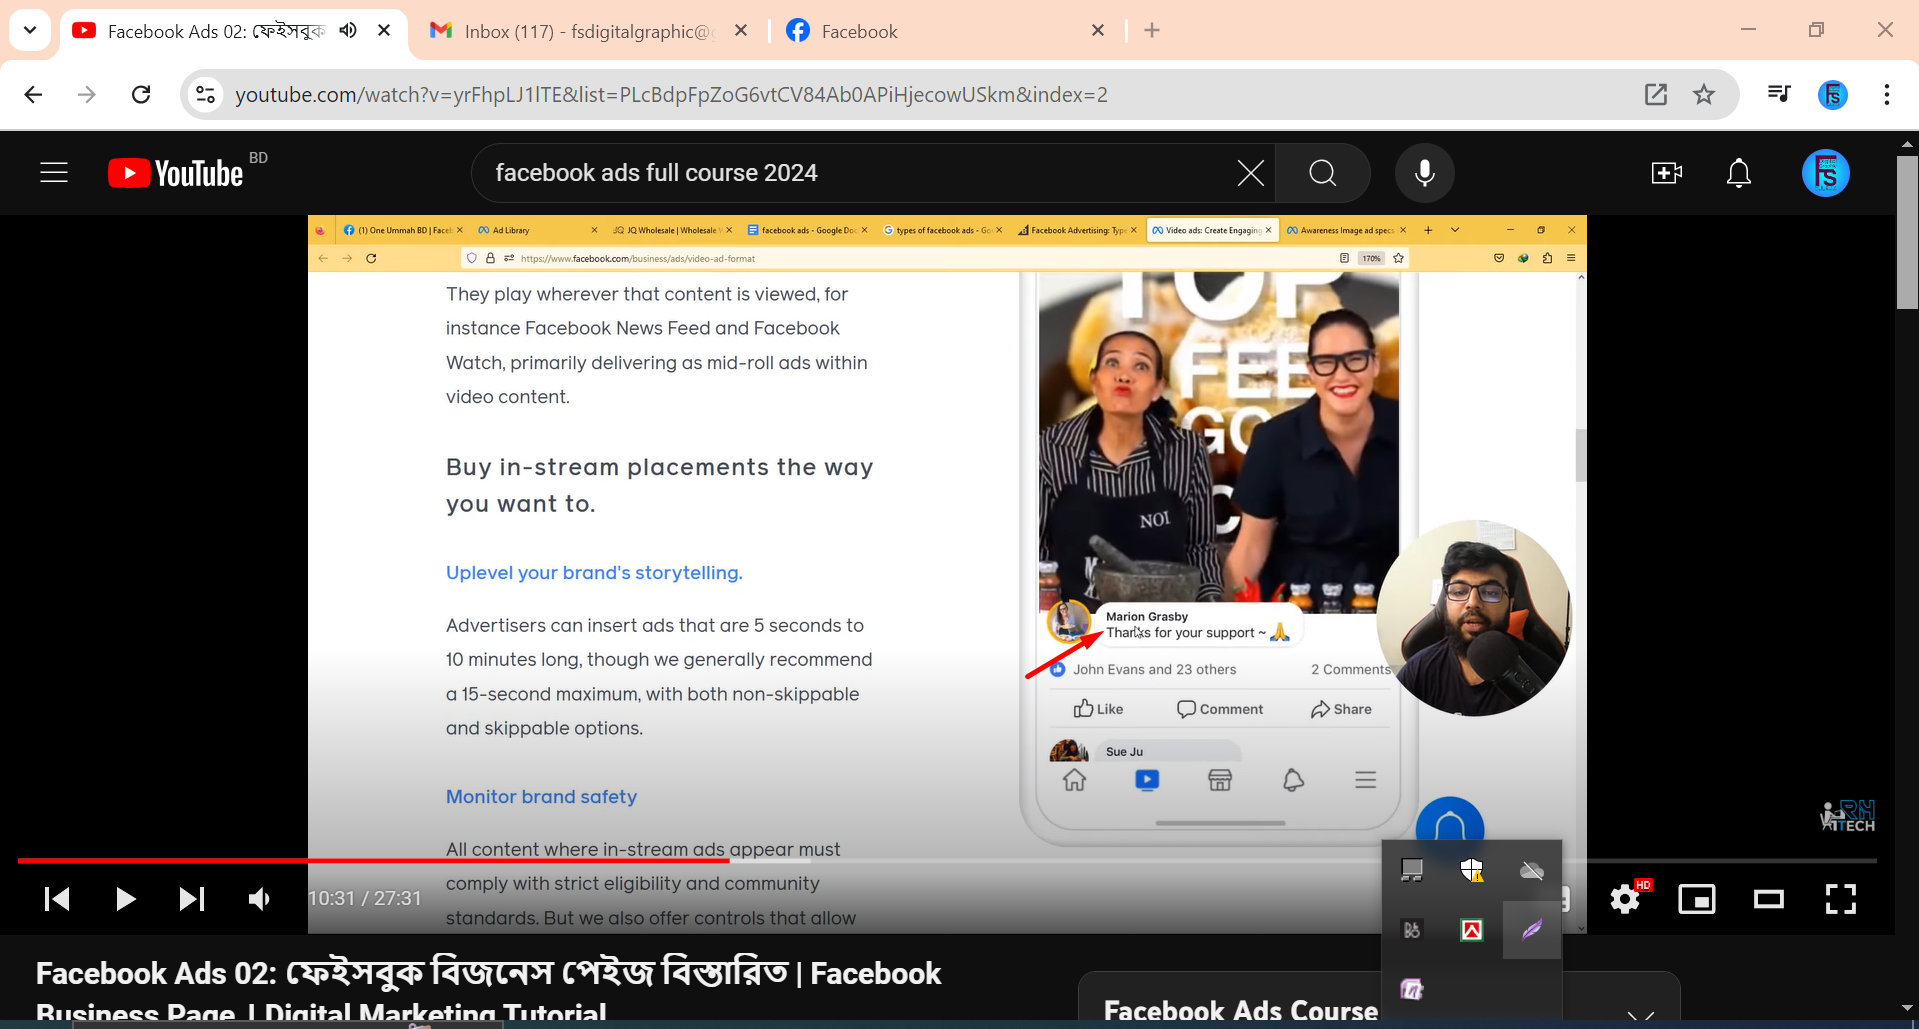 Facebook Ads 02: ফেইসবুক
Inbox (117) - fsdigitalgraphic@
Facebook
youtube.com/watch?v=yrFhpLJ1lTE&list=PLcBdpFpZoG6vtCV84Ab0APiHjecowUSkm&index=2
YouTube BD
facebook ads full course 2024
(1) One Ummah BD | Faceb
Ad Library
JQ Wholesale | Wholesale
facebook ads - Google Do
types of facebook ads - Go
Facebook Advertising: Type
Video ads: Create Engaging
Awareness Image ad specs
https://www.facebook.com/business/ads/video-ad-format
170%
They play wherever that content is viewed, for
instance Facebook News Feed and Facebook
Watch, primarily delivering as mid-roll ads within
video content.
Buy in-stream placements the way
you want to.
Uplevel your brand's storytelling.
Advertisers can insert ads that are 5 seconds to
10 minutes long, though we generally recommend
a 15-second maximum, with both non-skippable
and skippable options.
Monitor brand safety
All content where in-stream ads appear must
comply with strict eligibility and community
standards. But we also offer controls that allow
TOP
FEE
GO
NOI
Marion Grasby
Thanks for your support ~ 🙏
John Evans and 23 others
2 Comments
Like
Comment
Share
Sue Ju
RH
TECH
10:31 / 27:31
HD
Facebook Ads 02: ফেইসবুক বিজনেস পেইজ বিস্তারিত | Facebook
Business Page | Digital Marketing Tutorial
Facebook Ads Course